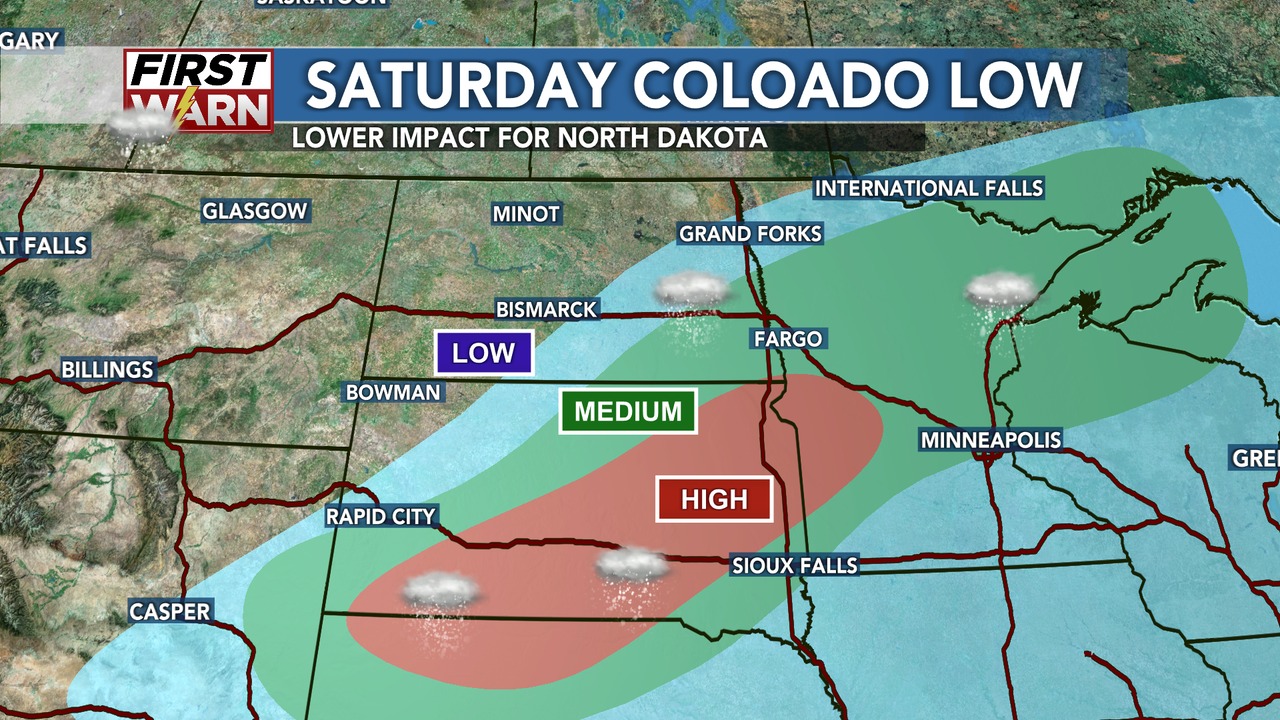 SASKATOON
GARY
FIRST
WARN
SATURDAY COLOADO LOW
LOWER IMPACT FOR NORTH DAKOTA
INTERNATIONAL FALLS
GLASGOW
MINOT
GRAND FORKS
AT FALLS
BISMARCK
FARGO
LOW
BILLINGS
BOWMAN
MEDIUM
MINNEAPOLIS
GREE
HIGH
RAPID CITY
SIOUX FALLS
CASPER